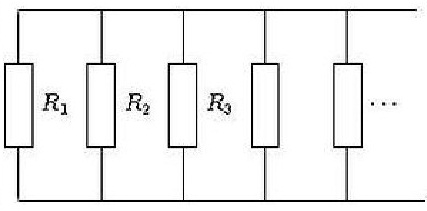 R₁ R₂ R₃ ...